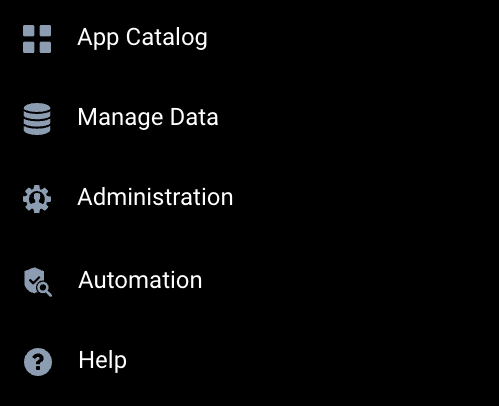 App Catalog
Manage Data
Administration
Automation
Help